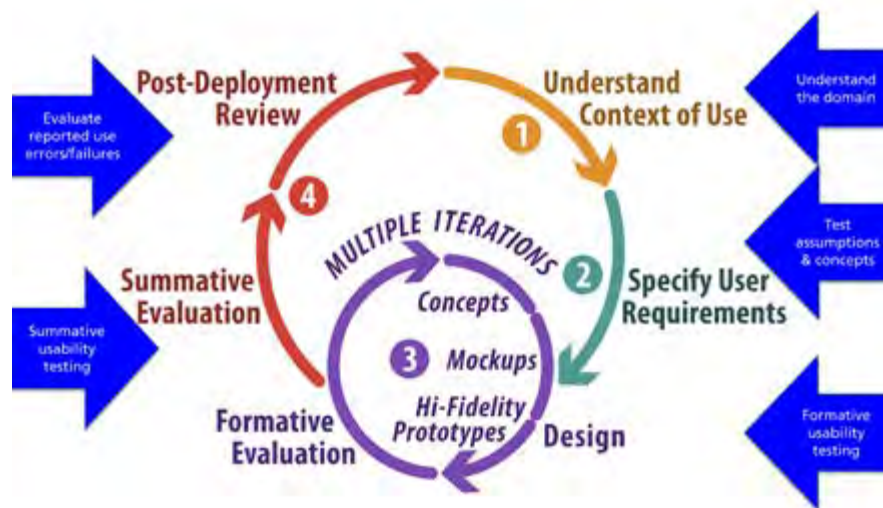 Post-Deployment
Review
Understand
Context of Use
Understand
the domain
Evaluate
reported use
errors/failures
1
4
MULTIPLE ITERATIONS
Test
assumptions
& concepts
2
Summative
Evaluation
Concepts
Specify User
Requirements
Summative
usability
testing
3
Mockups
Hi-Fidelity
Prototypes
Formative
Evaluation
Design
Formative
usability
testing